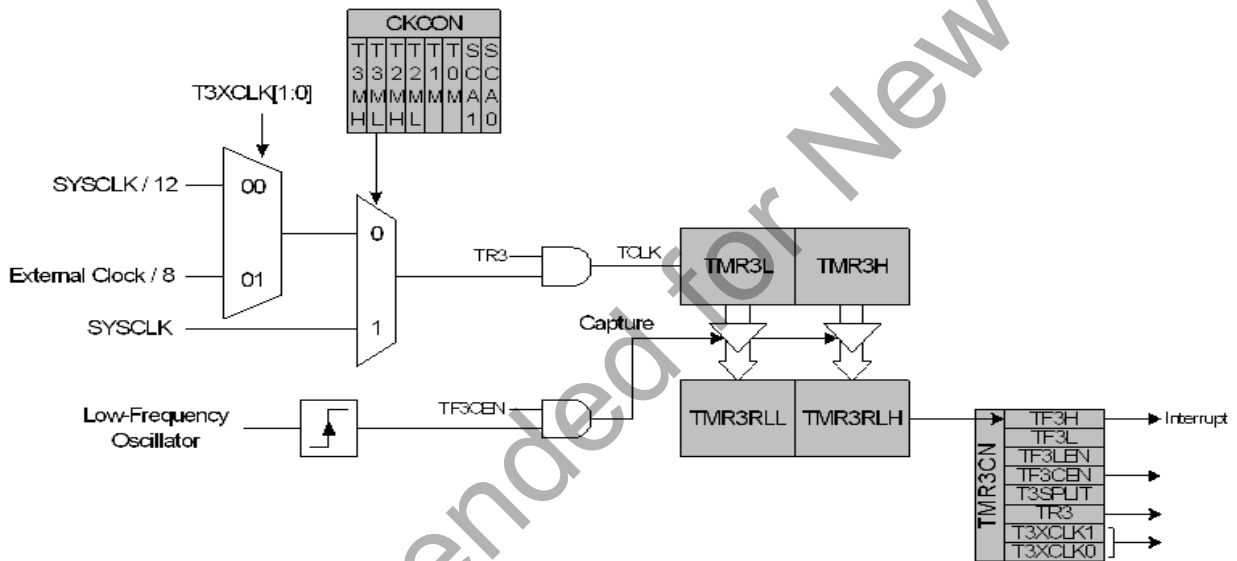 CKCON
T3MH T3ML T2MH T2ML T1M T0M SCA1 SCA0
T3XCLK[1:0]
SYSCLK / 12
00
External Clock / 8
01
SYSCLK
0
1
TR3
TCLK
TMR3L
TMR3H
Capture
Low-Frequency
Oscillator
TF3CEN
TMR3RLL
TMR3RLH
TMR3CN
TF3H
TF3L
TF3LEN
TF3CEN
T3SPLIT
TR3
T3XCLK1
T3XCLK0
Interrupt
ended for New